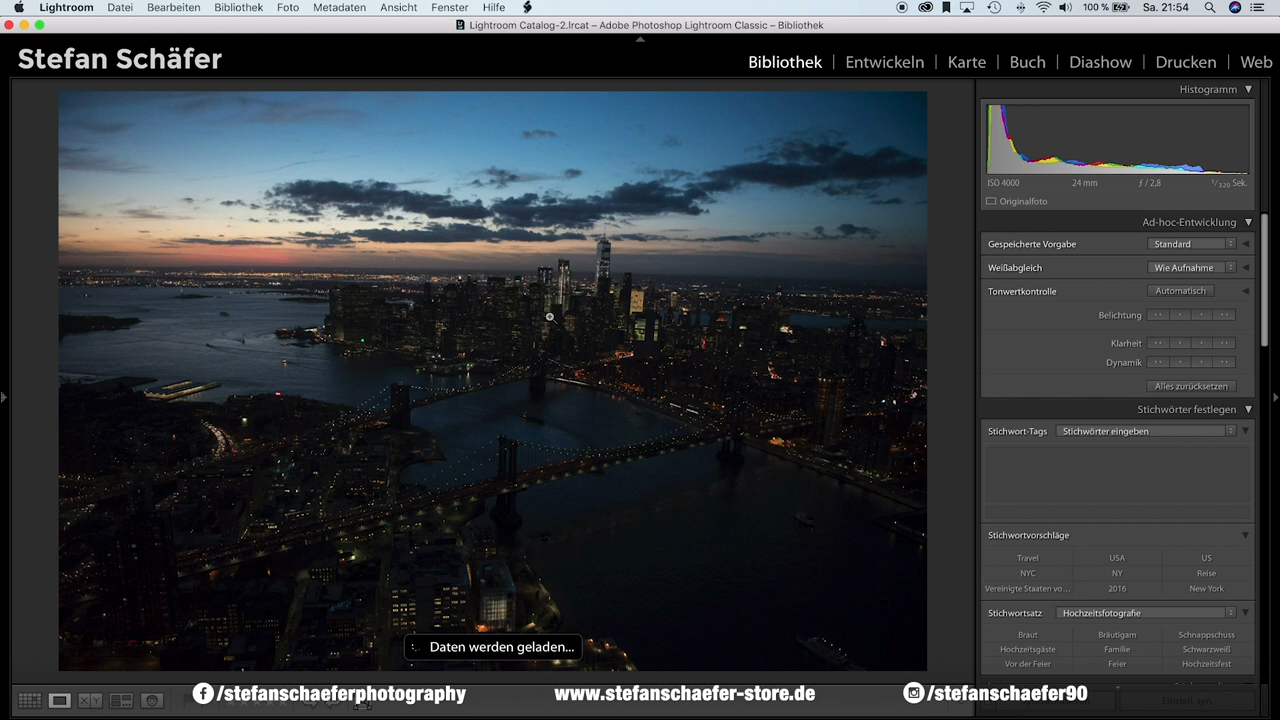 Lightroom Datei Bearbeiten Bibliothek Foto Metadaten Ansicht Fenster Hilfe 100 % Sa. 21:54
Lightroom Catalog-2.lrcat – Adobe Photoshop Lightroom Classic – Bibliothek
Stefan Schäfer
Bibliothek | Entwickeln | Karte | Buch | Diashow | Drucken | Web
Histogramm
ISO 4000 24 mm ƒ / 2,8 1/320 Sek.
Originalfoto
Ad-hoc-Entwicklung
Gespeicherte Vorgabe Standard
Weißabgleich Wie Aufnahme
Tonwertkontrolle Automatisch
Belichtung
Klarheit
Dynamik
Alles zurücksetzen
Stichwörter festlegen
Stichwort-Tags Stichwörter eingeben
Stichwortvorschläge
Travel USA US
NYC NY Reise
Vereinigte Staaten vo... 2016 New York
Stichwortsatz Hochzeitsfotografie
Braut Bräutigam Schnappschuss
Hochzeitsgäste Familie Schwarzweiß
Vor der Feier Feier Hochzeitsfest
Daten werden geladen...
/stefanschaeferphotography www.stefanschaefer-store.de /stefanschaefer90